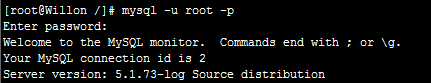 [root@Willon /]# mysql -u root -p
Enter password:
Welcome to the MySQL monitor.  Commands end with ; or \g.
Your MySQL connection id is 2
Server version: 5.1.73-log Source distribution